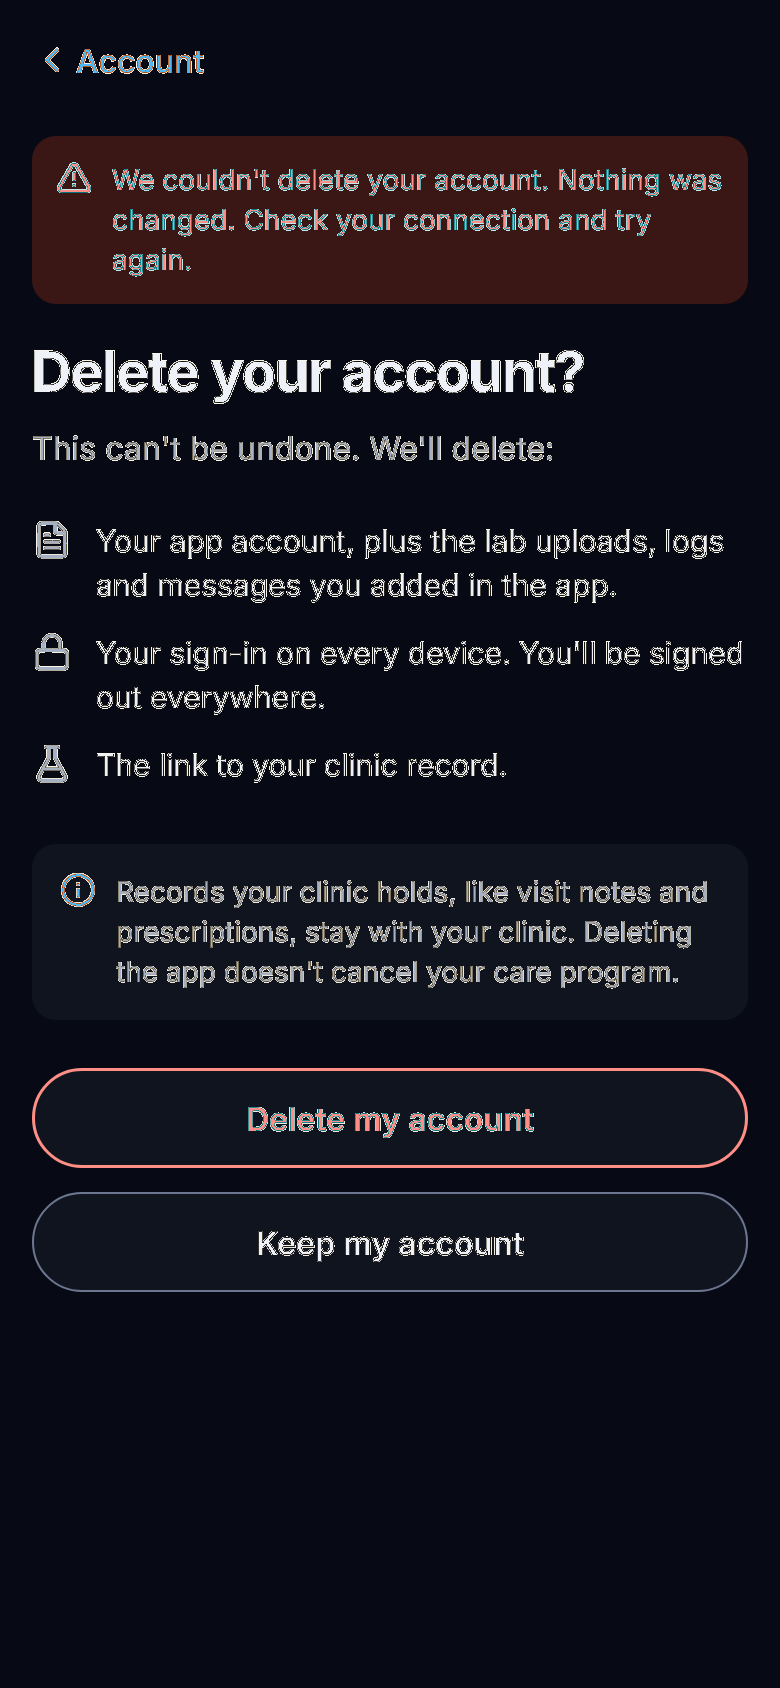 Account
We couldn't delete your account. Nothing was
changed. Check your connection and try
again.
Delete your account?
This can't be undone. We'll delete:
Your app account, plus the lab uploads, logs
and messages you added in the app.
Your sign-in on every device. You'll be signed
out everywhere.
The link to your clinic record.
Records your clinic holds, like visit notes and
prescriptions, stay with your clinic. Deleting
the app doesn't cancel your care program.
Delete my account
Keep my account